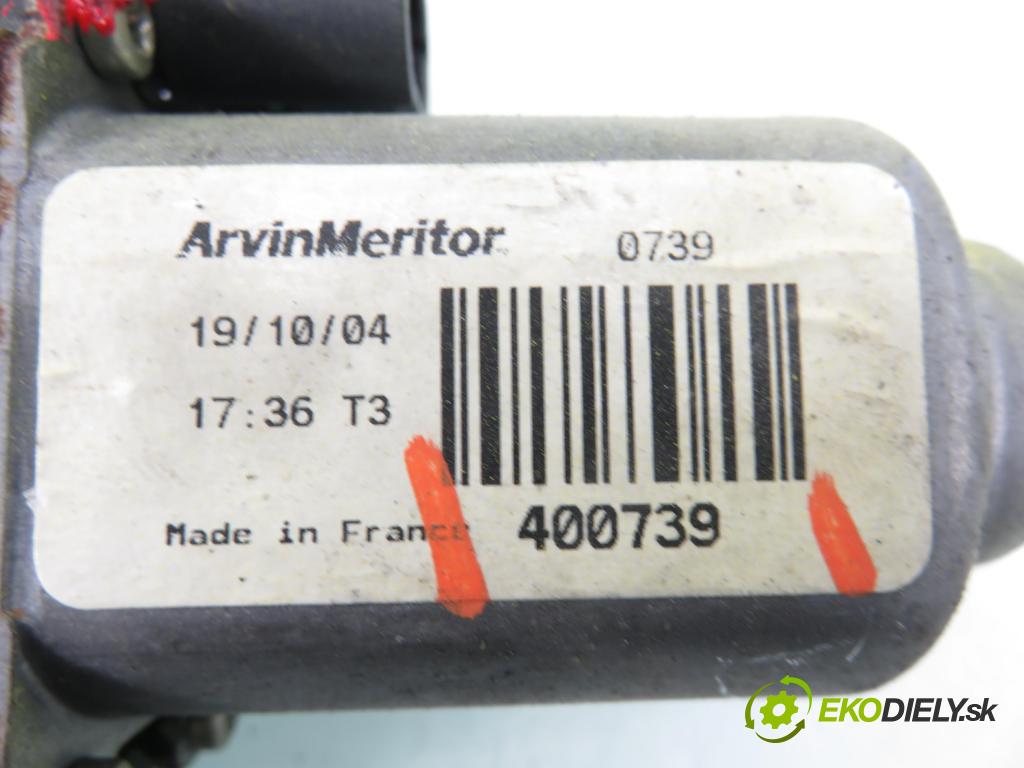 ArvinMeritor 0739
19/10/04
17:36 T3
Made in France 400739
EKODIELY.sk